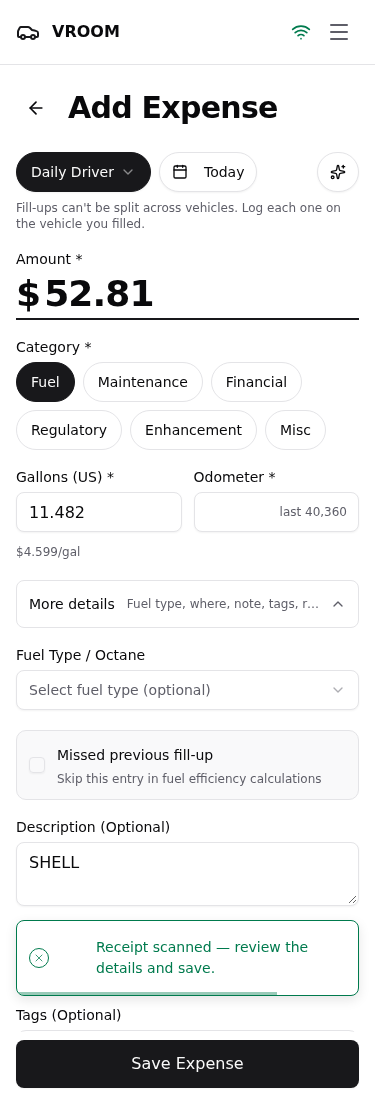 VROOM
Add Expense
Daily Driver
Today
Fill-ups can't be split across vehicles. Log each one on
the vehicle you filled.
Amount *
$ 52.81
Category *
Fuel
Maintenance
Financial
Regulatory
Enhancement
Misc
Gallons (US) *
Odometer *
11.482
last 40,360
$4.599/gal
More details
Fuel type, where, note, tags, r…
Fuel Type / Octane
Select fuel type (optional)
Missed previous fill-up
Skip this entry in fuel efficiency calculations
Description (Optional)
SHELL
Receipt scanned — review the
details and save.
Tags (Optional)
Save Expense